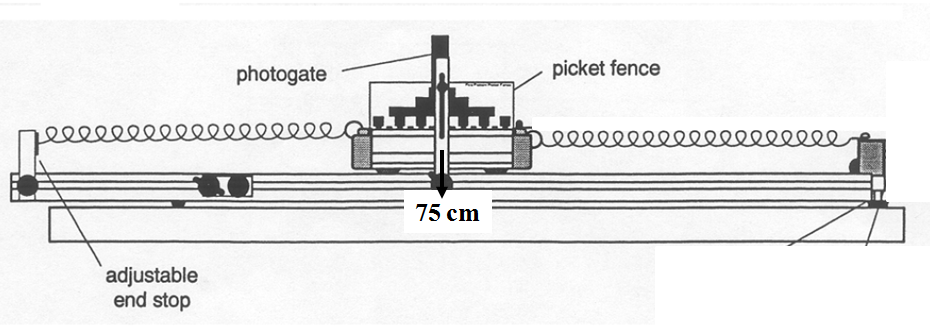 photogate
picket fence
75 cm
adjustable
end stop